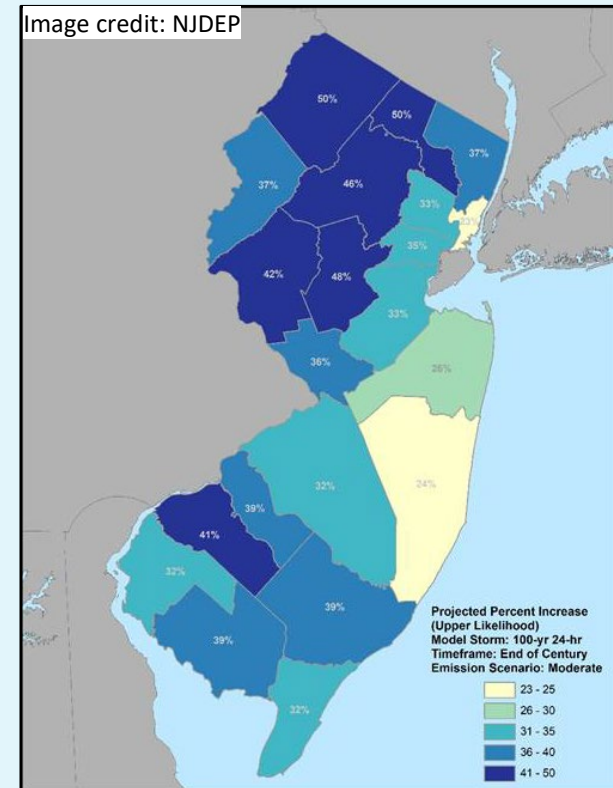 Image credit: NJDEP
50%
50%
37%
37%
46%
33%
23%
35%
42%
48%
33%
36%
26%
32%
24%
39%
41%
32%
39%
39%
32%
Projected Percent Increase
(Upper Likelihood)
Model Storm: 100-yr 24-hr
Timeframe: End of Century
Emission Scenario: Moderate
23 - 25
26 - 30
31 - 35
36 - 40
41 - 50